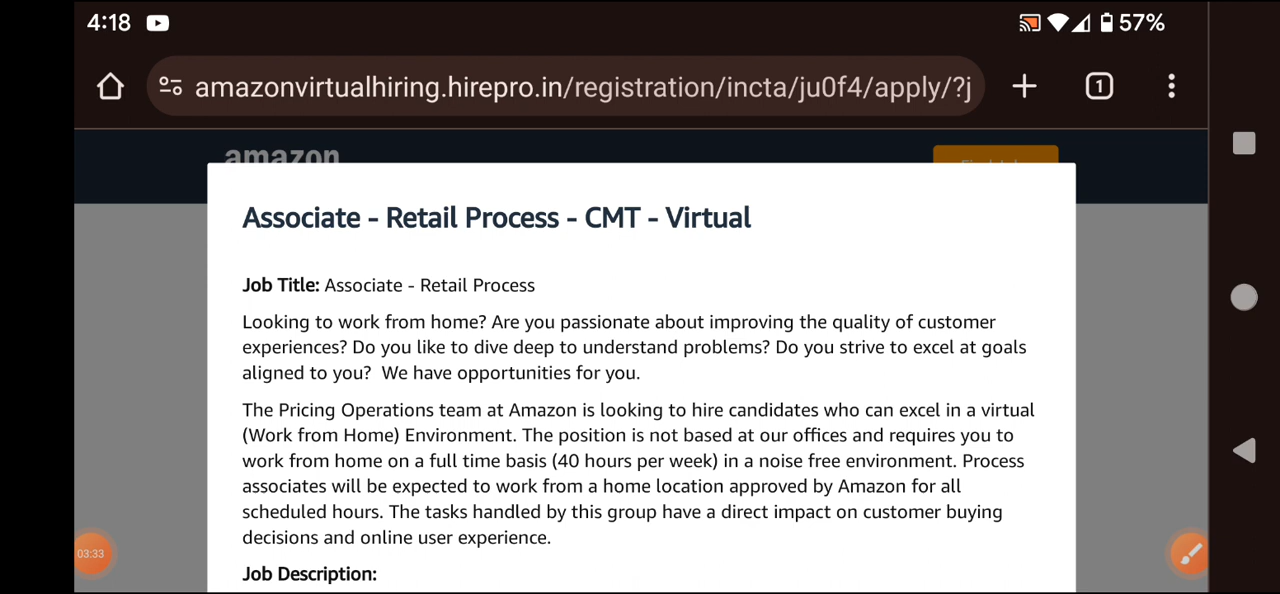 4:18
57%
amazonvirtualhiring.hirepro.in/registration/incta/ju0f4/apply/?j
1
amazon
Associate - Retail Process - CMT - Virtual
Job Title: Associate - Retail Process
Looking to work from home? Are you passionate about improving the quality of customer
experiences? Do you like to dive deep to understand problems? Do you strive to excel at goals
aligned to you?  We have opportunities for you.
The Pricing Operations team at Amazon is looking to hire candidates who can excel in a virtual
(Work from Home) Environment. The position is not based at our offices and requires you to
work from home on a full time basis (40 hours per week) in a noise free environment. Process
associates will be expected to work from a home location approved by Amazon for all
scheduled hours. The tasks handled by this group have a direct impact on customer buying
decisions and online user experience.
Job Description:
03:33